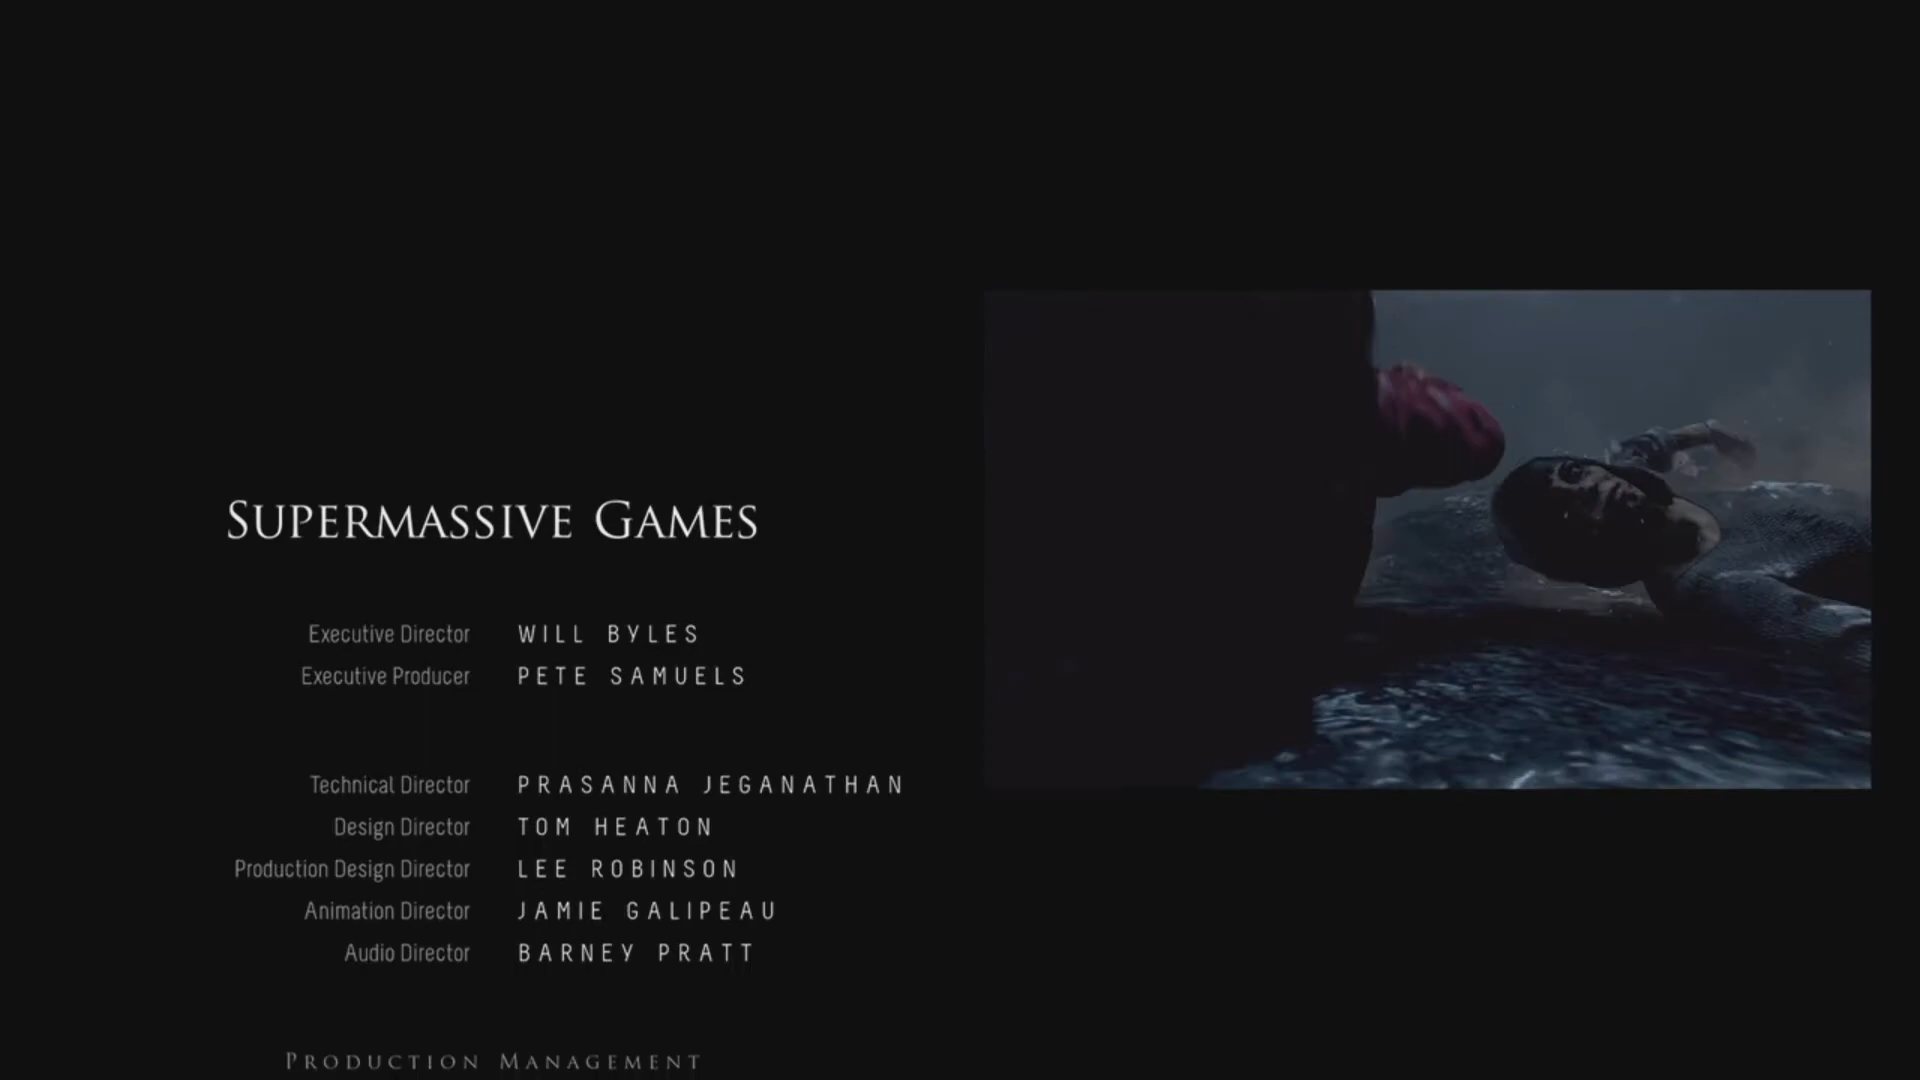 Supermassive Games
Executive Director WILL BYLES
Executive Producer PETE SAMUELS
Technical Director PRASANNA JEGANATHAN
Design Director TOM HEATON
Production Design Director LEE ROBINSON
Animation Director JAMIE GALIPEAU
Audio Director BARNEY PRATT
Production Management